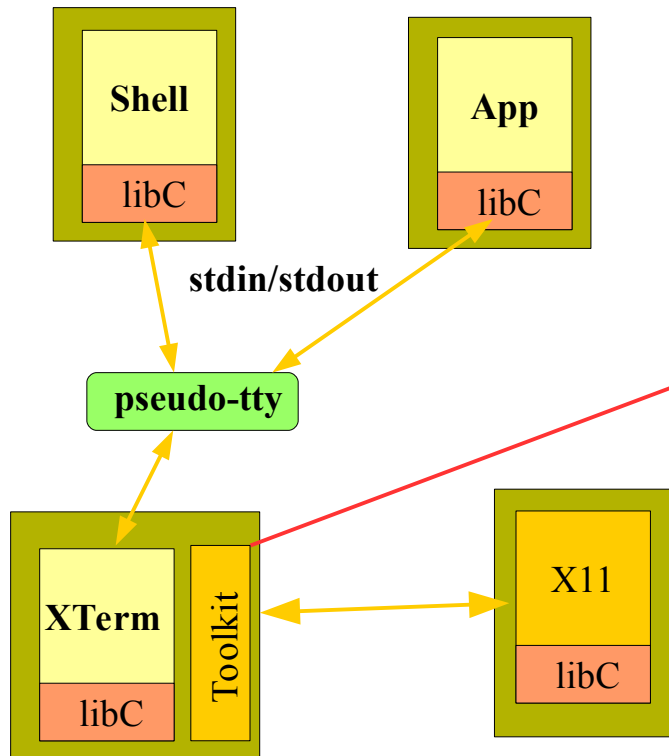 Shell
App
libC
libC
stdin/stdout
pseudo-tty
XTerm
Toolkit
X11
libC
libC